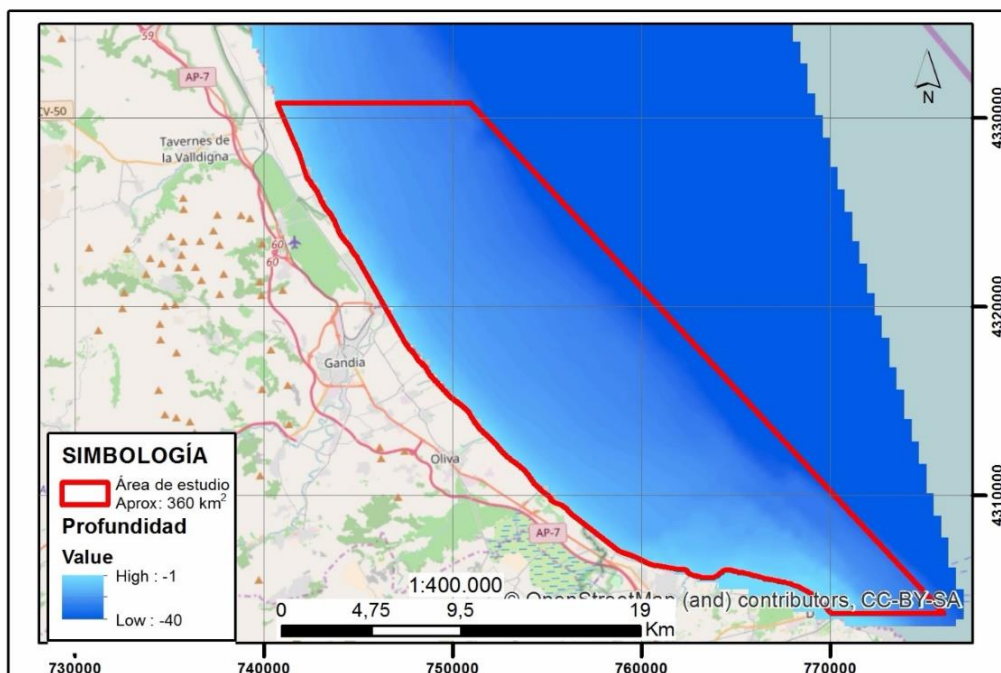 59
AP-7
CV-50
Tavernes de
la Valldigna
60
60
Gandia
Oliva
AP-7
N
4330000
4320000
4310000
SIMBOLOGÍA
Área de estudio
Aprox: 360 km²
Profundidad
Value
High : -1
Low : -40
1:400.000
© OpenStreetMap (and) contributors, CC-BY-SA
0 4,75 9,5 19
Km
730000 740000 750000 760000 770000